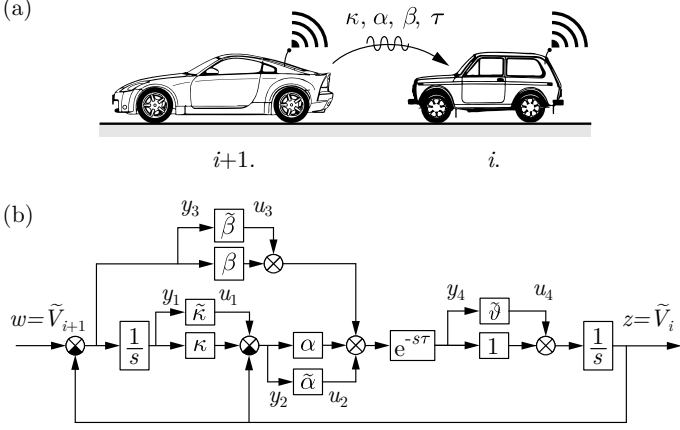 (a)
κ, α, β, τ
i+1.
i.
(b)
y₃ β̃ u₃
β
w=Ṽᵢ₊₁
y₁ κ̃ u₁
y₄ ϑ̃ u₄
z=Ṽᵢ
1/s κ α e^{-sτ} 1 1/s
y₂ α̃ u₂